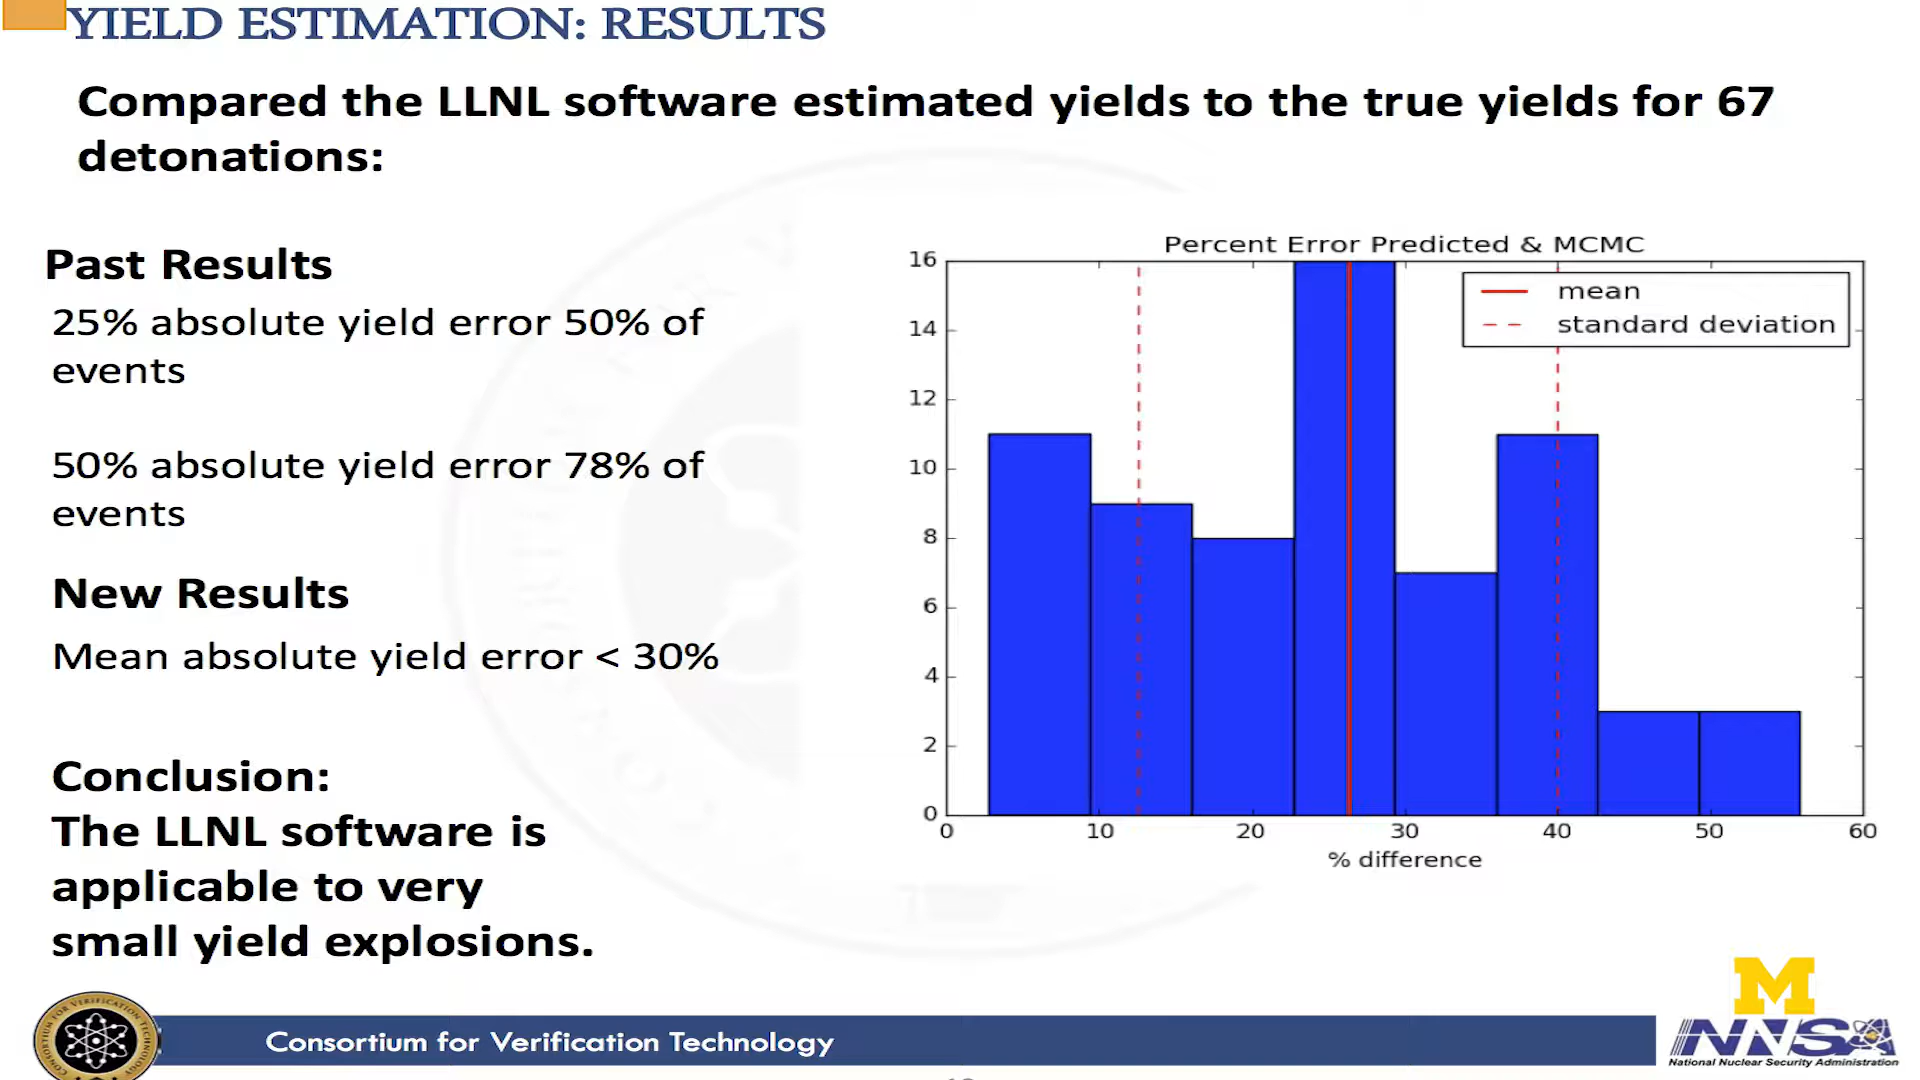 YIELD ESTIMATION: RESULTS
Compared the LLNL software estimated yields to the true yields for 67
detonations:
Past Results
25% absolute yield error 50% of
events
50% absolute yield error 78% of
events
New Results
Mean absolute yield error < 30%
Conclusion:
The LLNL software is
applicable to very
small yield explosions.
Percent Error Predicted & MCMC
mean
standard deviation
16
14
12
10
8
6
4
2
0
0 10 20 30 40 50 60
% difference
CONSORTIUM FOR VERIFICATION TECHNOLOGY
Consortium for Verification Technology
M
NNSA
National Nuclear Security Administration